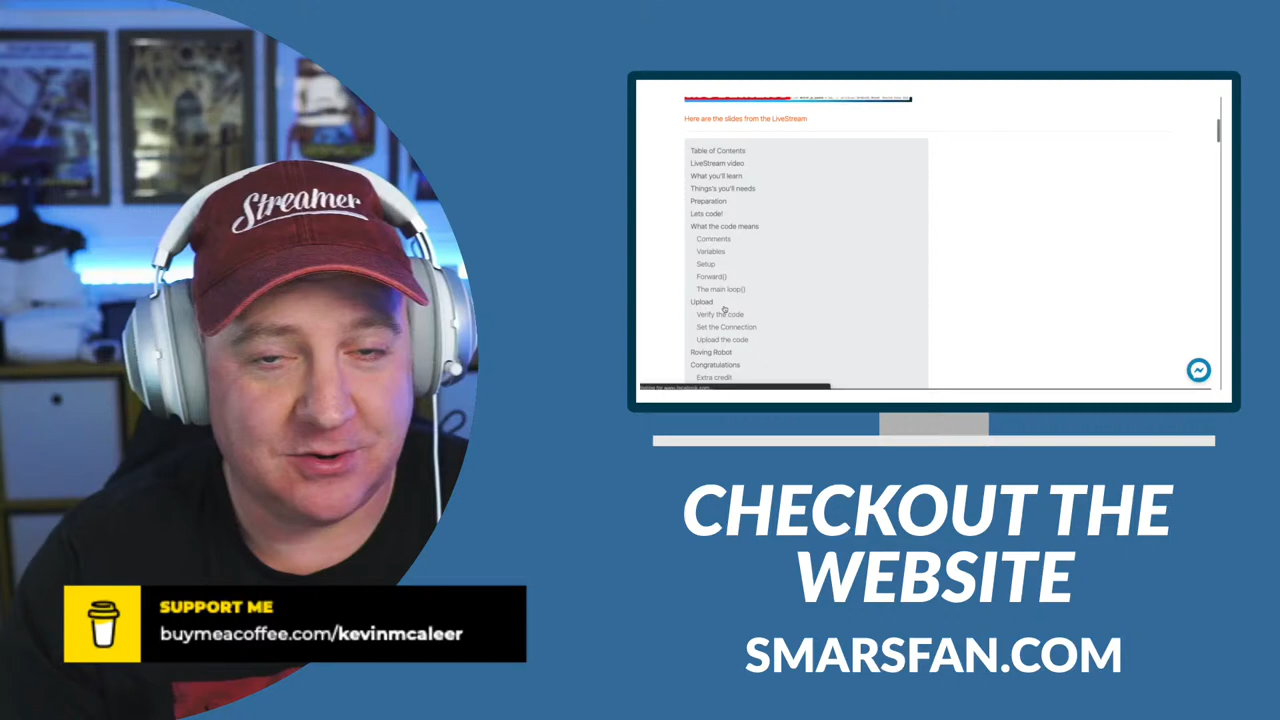 Streamer
SUPPORT ME
buymeacoffee.com/kevinmcaleer
Here are the slides from the LiveStream
Table of Contents
LiveStream video
What you'll learn
Things's you'll needs
Preparation
Lets code!
What the code means
Comments
Variables
Setup
Forward()
The main loop()
Upload
Verify the code
Set the Connection
Upload the code
Roving Robot
Congratulations
Extra credit
CHECKOUT THE
WEBSITE
SMARSFAN.COM